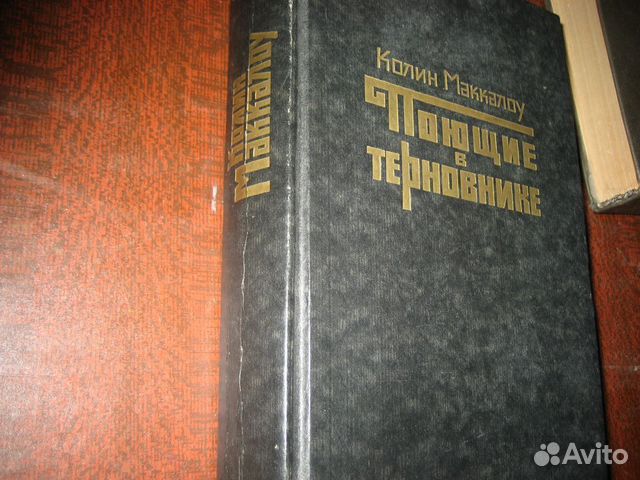 Колин Маккалоу
Поющие
в
терновнике
Колин
Маккалоу
Avito